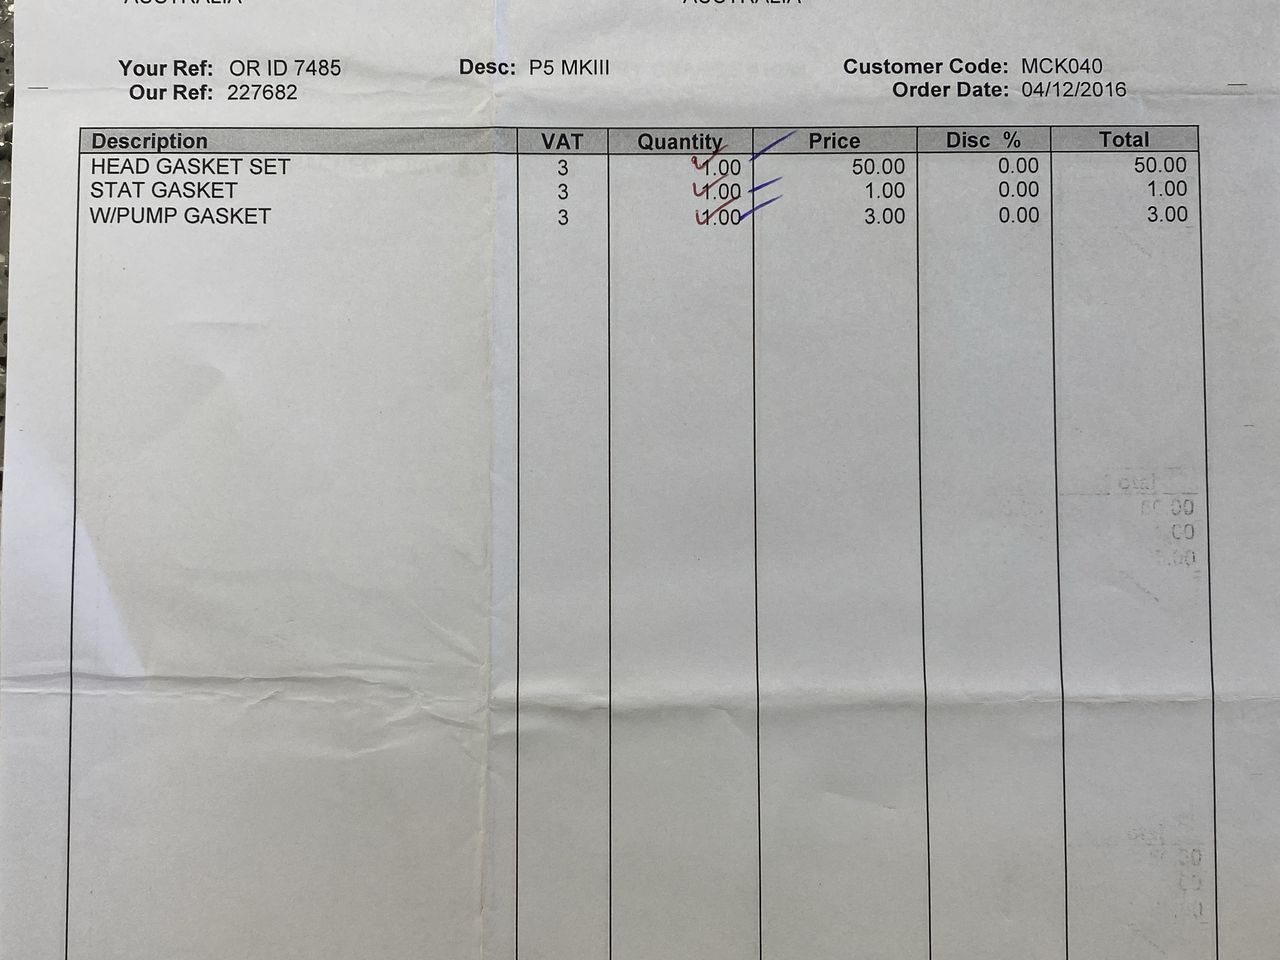 AUSTRALIA AUSTRALIA
Your Ref: OR ID 7485 Desc: P5 MKIII Customer Code: MCK040
Our Ref: 227682 Order Date: 04/12/2016
Description VAT Quantity Price Disc % Total
HEAD GASKET SET 3 1.00 50.00 0.00 50.00
STAT GASKET 3 1.00 1.00 0.00 1.00
W/PUMP GASKET 3 1.00 3.00 0.00 3.00